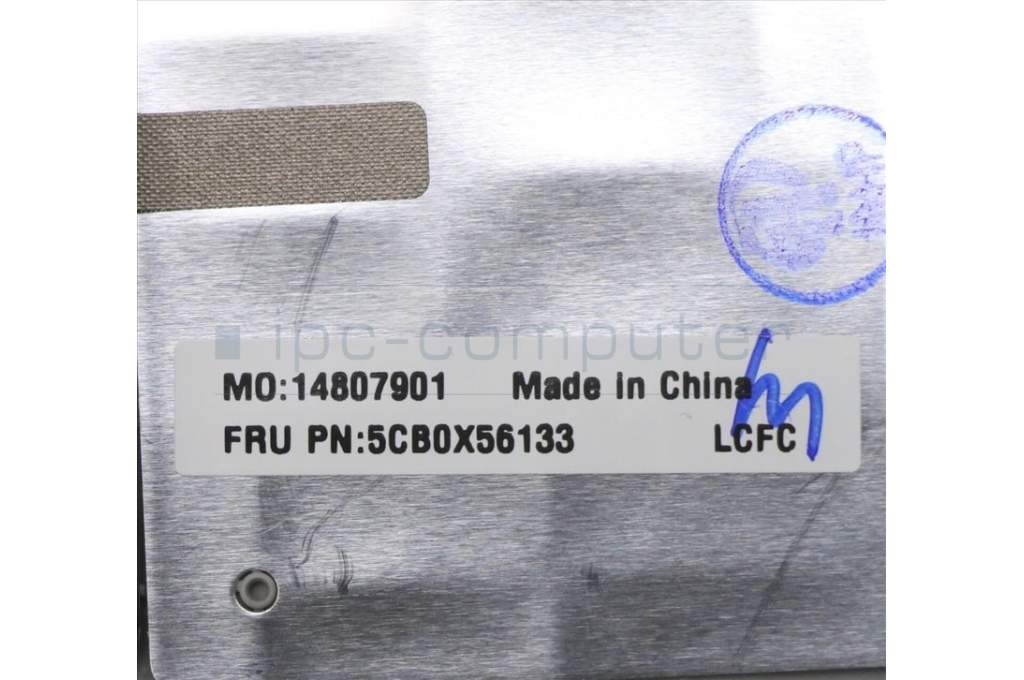 ipc-computer
MO:14807901 Made in China
FRU PN:5CB0X56133 LCFC